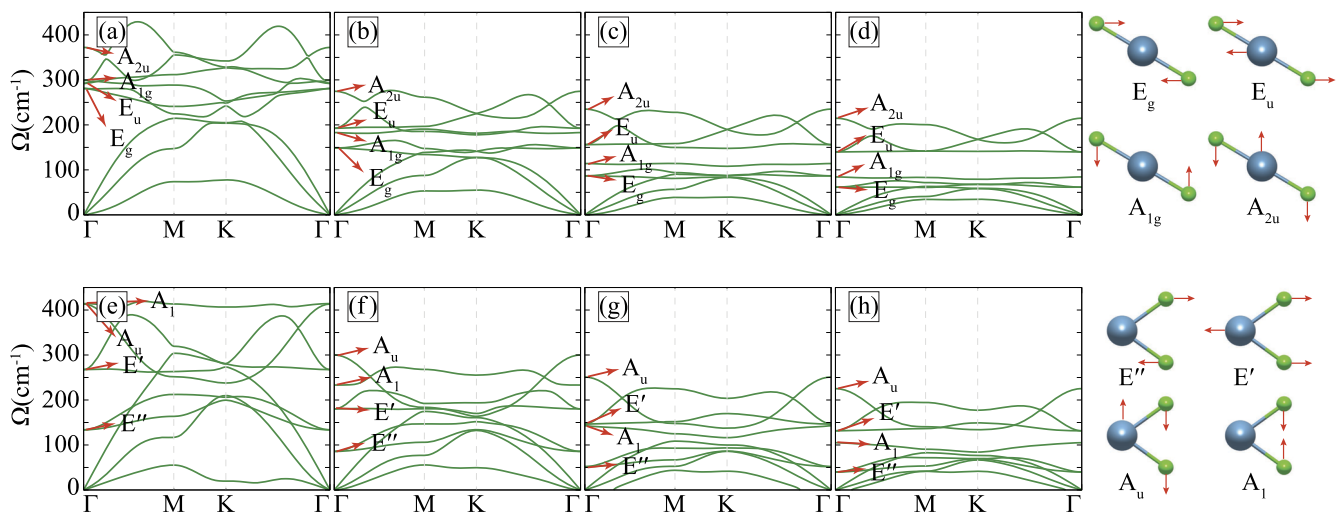 Ω(cm⁻¹)
400
300
200
100
0
(a)
A₂ᵤ
A₁g
Eᵤ
Eg
Γ M K Γ
(b)
A₂ᵤ
Eᵤ
A₁g
Eg
M K Γ
(c)
A₂ᵤ
Eᵤ
A₁g
Eg
M K Γ
(d)
A₂ᵤ
Eᵤ
A₁g
Eg
M K Γ
Eg Eᵤ
A₁g A₂ᵤ
Ω(cm⁻¹)
400
300
200
100
0
(e)
A₁
Aᵤ
E′
E″
Γ M K Γ
(f)
Aᵤ
A₁
E′
E″
M K Γ
(g)
Aᵤ
E′
A₁
E″
M K Γ
(h)
Aᵤ
E′
A₁
E″
M K Γ
E″ E′
Aᵤ A₁